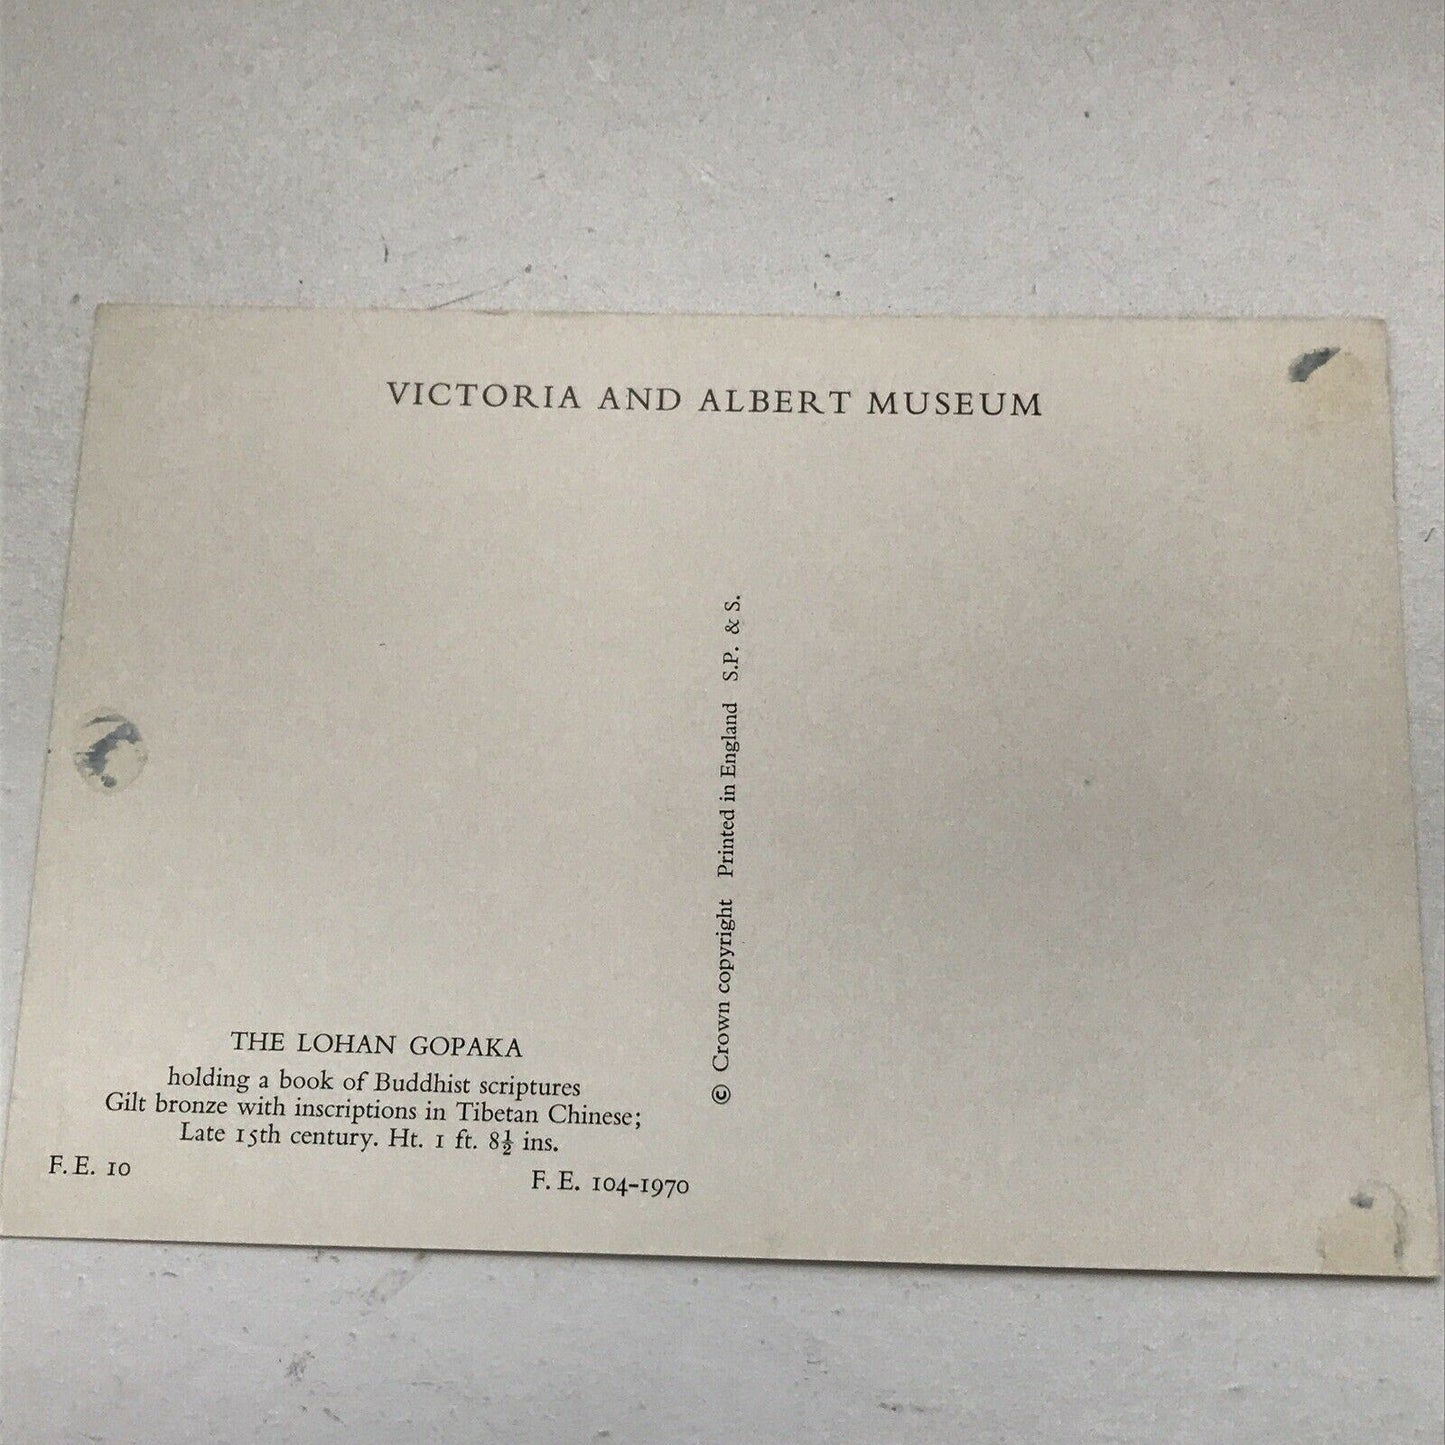 VICTORIA AND ALBERT MUSEUM
© Crown copyright Printed in England S.P. & S.
THE LOHAN GOPAKA
holding a book of Buddhist scriptures
Gilt bronze with inscriptions in Tibetan Chinese;
Late 15th century. Ht. 1 ft. 8½ ins.
F. E. 10
F. E. 104-1970